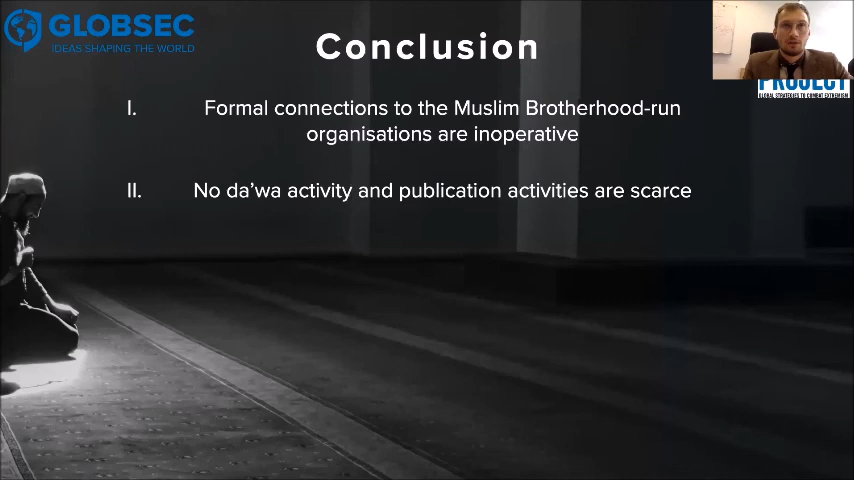 GLOBSEC
IDEAS SHAPING THE WORLD
Conclusion
I. Formal connections to the Muslim Brotherhood-run
organisations are inoperative
II. No da’wa activity and publication activities are scarce
PROJECT
GLOBAL STRATEGIES TO COMBAT EXTREMISM